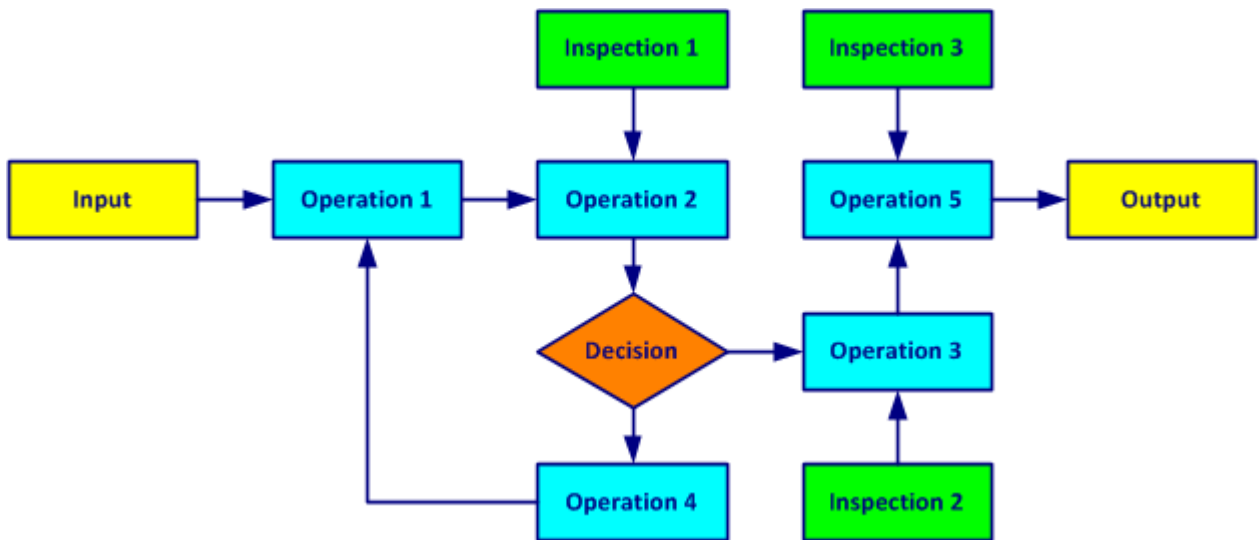 Inspection 1
Inspection 3
Input
Operation 1
Operation 2
Operation 5
Output
Decision
Operation 3
Operation 4
Inspection 2